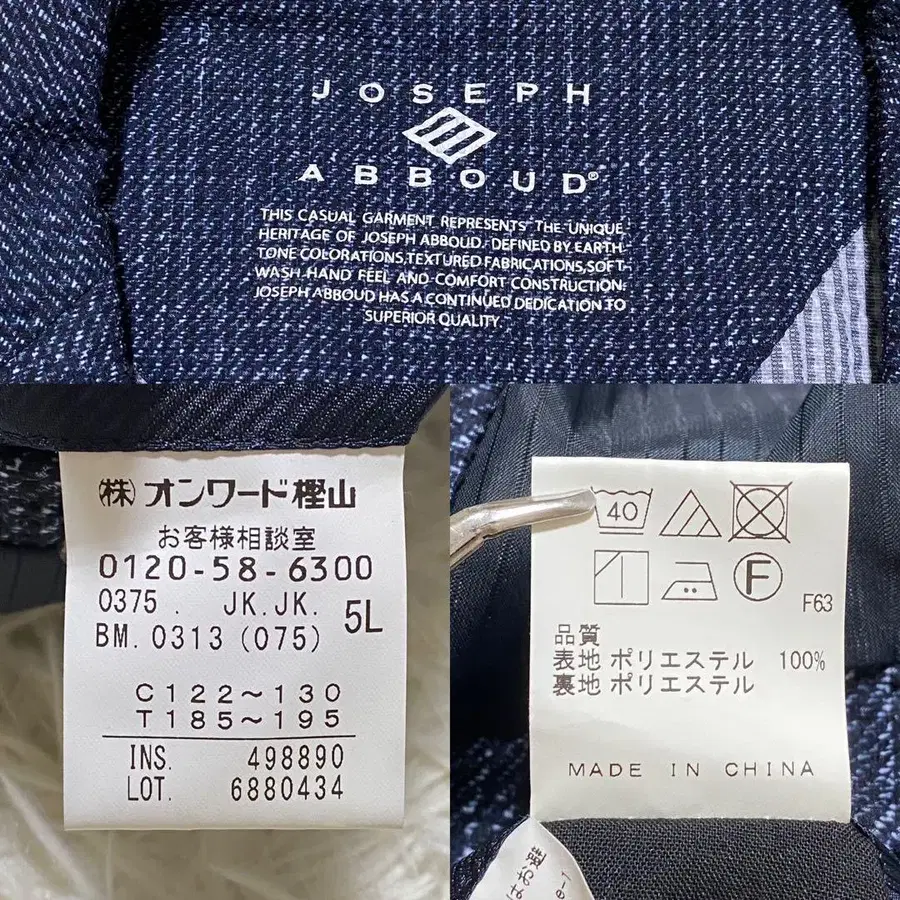 JOSEPH
ABBOUD®
THIS CASUAL GARMENT REPRESENTS THE UNIQUE
HERITAGE OF JOSEPH ABBOUD. DEFINED BY EARTH
TONE COLORATIONS,TEXTURED FABRICATIONS,SOFT
WASH-HAND FEEL AND COMFORT CONSTRUCTION:
JOSEPH ABBOUD HAS A CONTINUED DEDICATION TO
SUPERIOR QUALITY.
㈱オンワード樫山
お客様相談室
0120-58-6300
0375 . JK.JK. 5L
BM.0313(075)
C122~130
T185~195
INS. 498890
LOT. 6880434
40
F
F63
品質
表地 ポリエステル 100%
裏地 ポリエステル
MADE IN CHINA
はお避